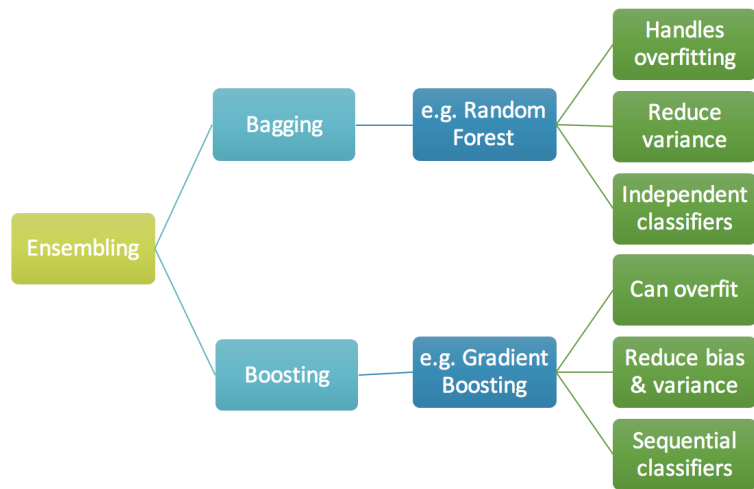 Ensembling
Bagging
e.g. Random
Forest
Handles
overfitting
Reduce
variance
Independent
classifiers
Boosting
e.g. Gradient
Boosting
Can overfit
Reduce bias
& variance
Sequential
classifiers